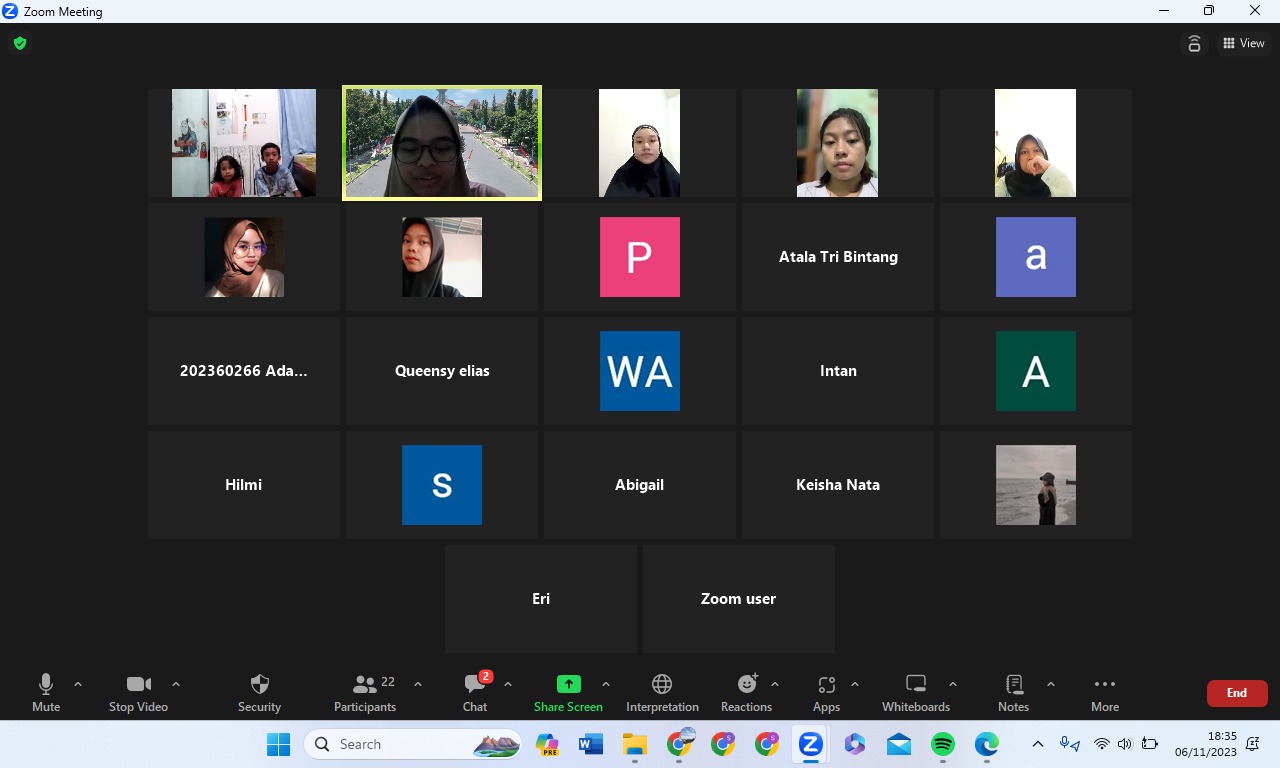 Zoom Meeting
View
P
Atala Tri Bintang
a
202360266 Ada...
Queensy elias
WA
Intan
A
Hilmi
S
Abigail
Keisha Nata
Eri
Zoom user
22
2
Mute
Stop Video
Security
Participants
Chat
Share Screen
Interpretation
Reactions
Apps
Whiteboards
Notes
More
End
Search
PRE
18:35
06/11/2023